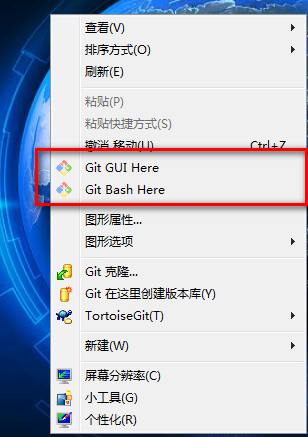 查看(V)
排序方式(O)
刷新(E)
粘贴(P)
粘贴快捷方式(S)
撤消 移动(U) Ctrl+Z
Git GUI Here
Git Bash Here
图形属性...
图形选项
Git 克隆...
Git 在这里创建版本库(Y)
TortoiseGit(T)
新建(W)
屏幕分辨率(C)
小工具(G)
个性化(R)